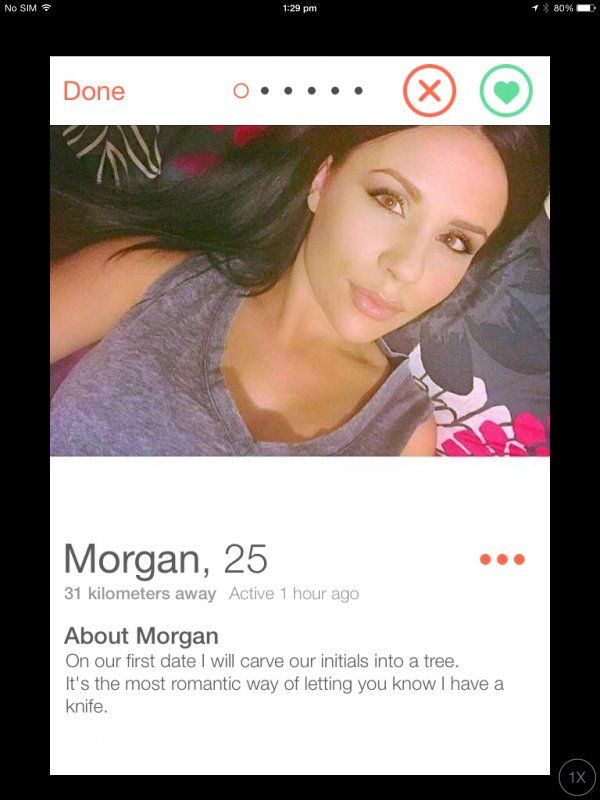 No SIM 1:29 pm 80%
Done
Morgan, 25
31 kilometers away Active 1 hour ago
About Morgan
On our first date I will carve our initials into a tree.
It's the most romantic way of letting you know I have a
knife.
1X